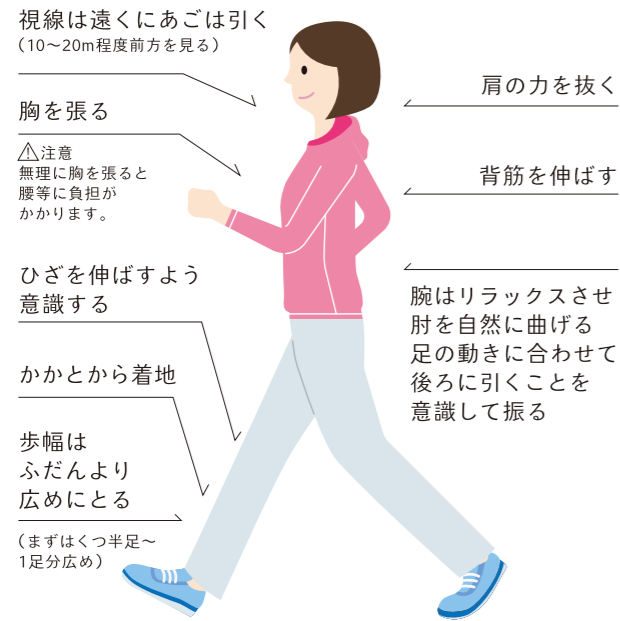 視線は遠くにあごは引く
（10～20m程度前方を見る）
胸を張る
⚠注意
無理に胸を張ると
腰等に負担が
かかります。
ひざを伸ばすよう
意識する
かかとから着地
歩幅は
ふだんより
広めにとる
（まずはくつ半足～
1足分広め）
肩の力を抜く
背筋を伸ばす
腕はリラックスさせ
肘を自然に曲げる
足の動きに合わせて
後ろに引くことを
意識して振る